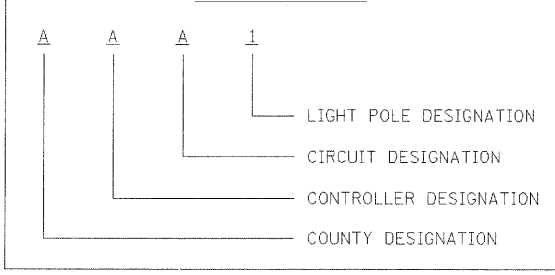 A A A 1
LIGHT POLE DESIGNATION
CIRCUIT DESIGNATION
CONTROLLER DESIGNATION
COUNTY DESIGNATION